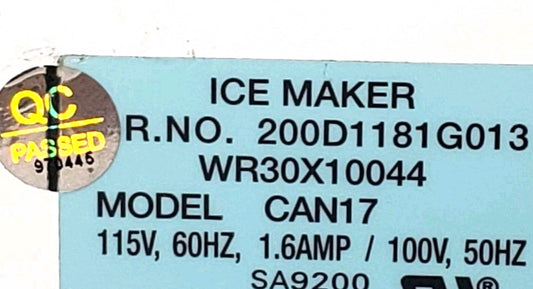 ICE MAKER
QC
PASSED
R.NO. 200D1181G013
WR30X10044
MODEL CAN17
115V, 60HZ, 1.6AMP / 100V, 50HZ
SA9200 ®